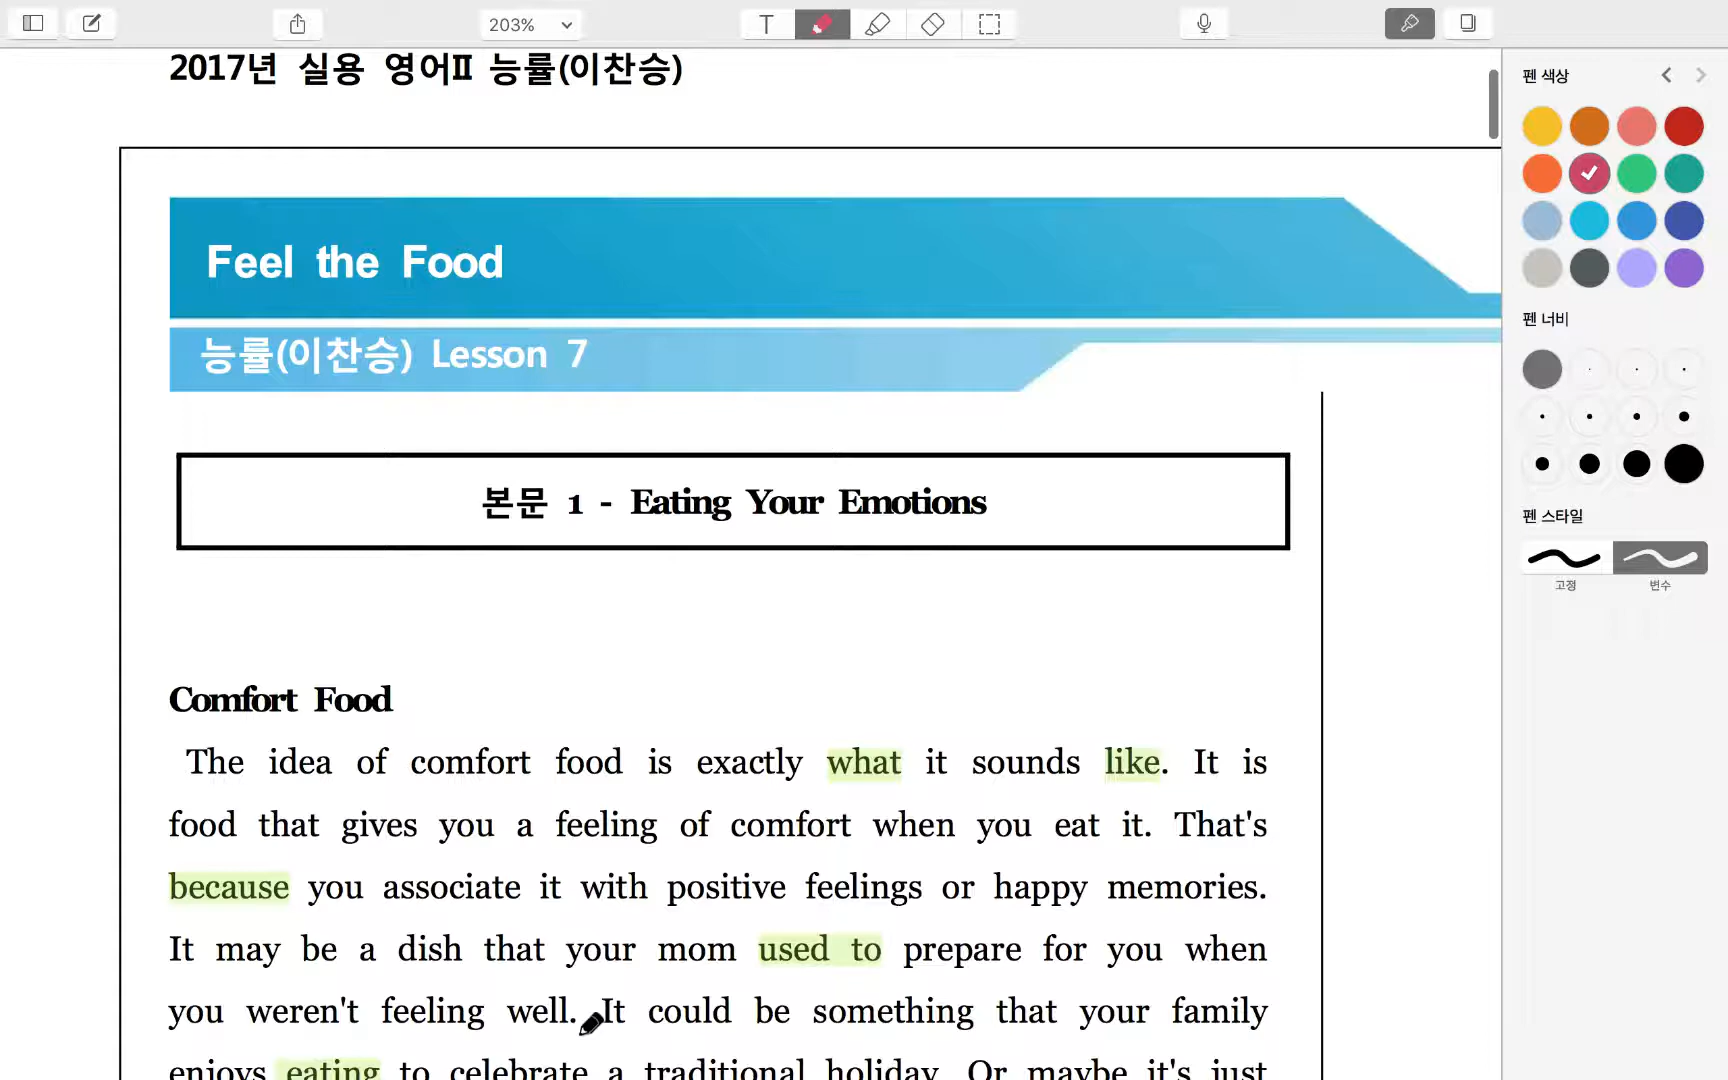 203%
T
2017년 실용 영어Ⅱ 능률(이찬승)
Feel the Food
능률(이찬승) Lesson 7
본문 1 - Eating Your Emotions
Comfort Food
The idea of comfort food is exactly what it sounds like. It is
food that gives you a feeling of comfort when you eat it. That's
because you associate it with positive feelings or happy memories.
It may be a dish that your mom used to prepare for you when
you weren't feeling well. It could be something that your family
enjoys eating to celebrate a traditional holiday. Or maybe it's just
펜 색상
펜 너비
펜 스타일
고정 변수